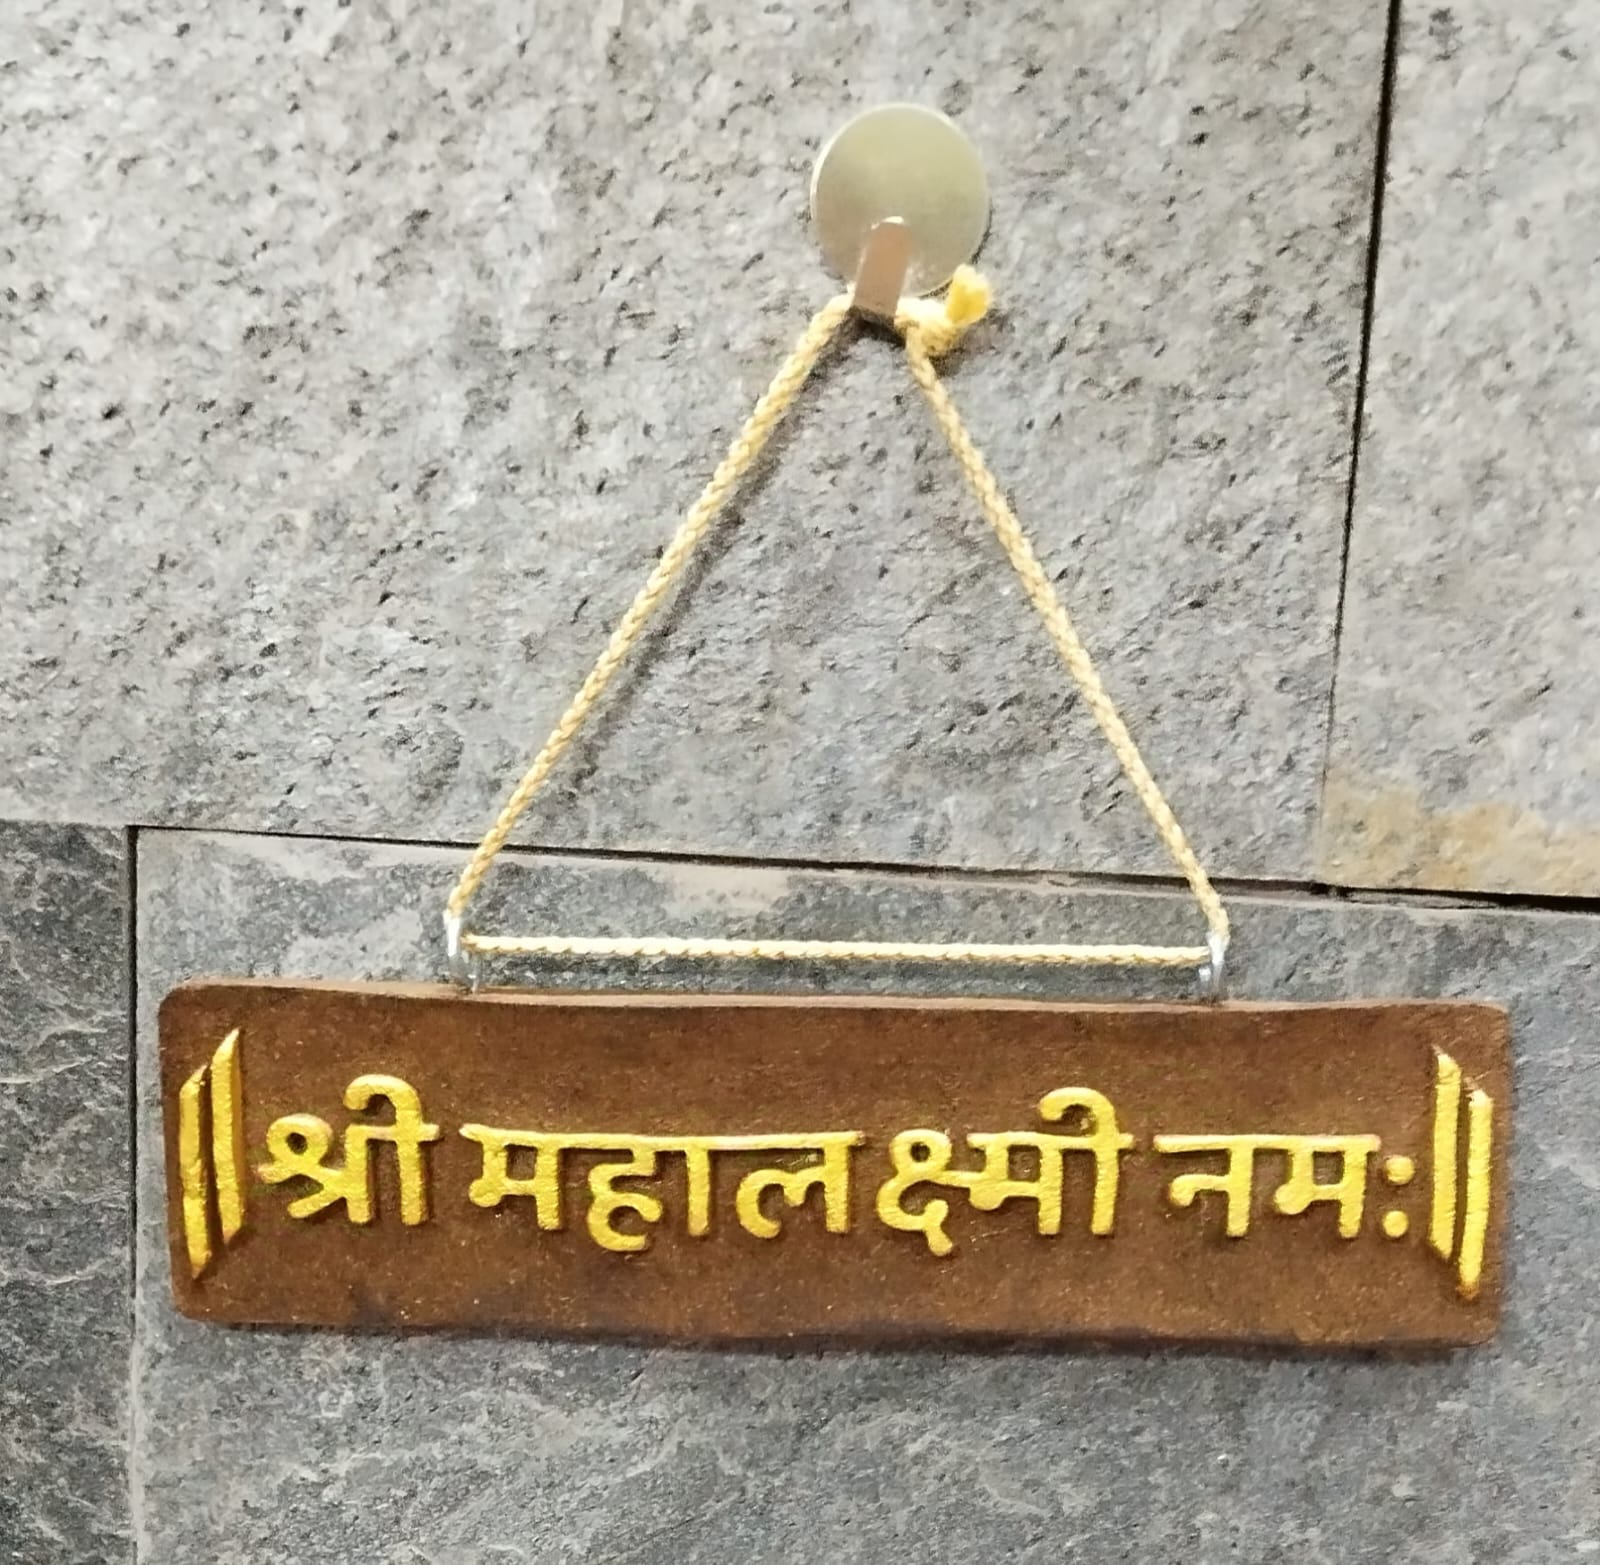 ॥ श्री महालक्ष्मी नमः ॥